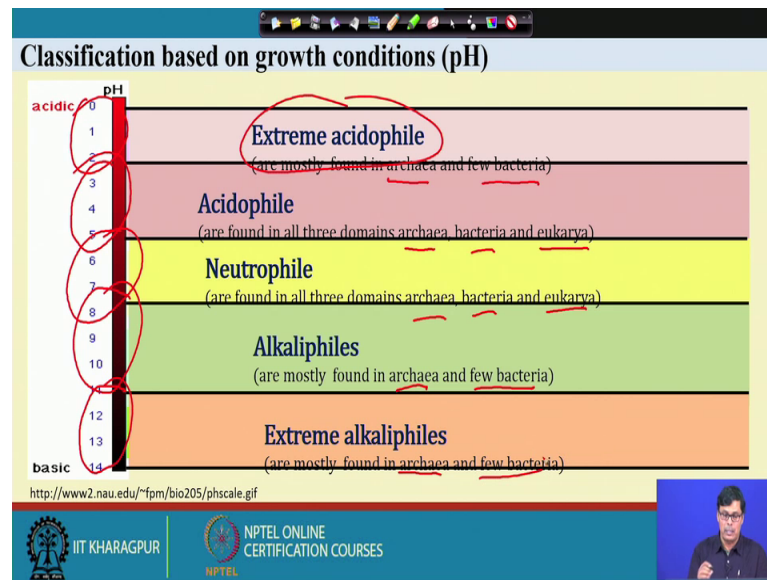 Classification based on growth conditions (pH)
pH
acidic
0
1
2
Extreme acidophile
(are mostly found in archaea and few bacteria)
3
4
5
Acidophile
(are found in all three domains archaea, bacteria and eukarya)
6
7
Neutrophile
(are found in all three domains archaea, bacteria and eukarya)
8
9
10
11
Alkaliphiles
(are mostly found in archaea and few bacteria)
12
13
14
Extreme alkaliphiles
(are mostly found in archaea and few bacteria)
basic
http://www2.nau.edu/~fpm/bio205/phscale.gif
IIT KHARAGPUR
NPTEL
NPTEL ONLINE
CERTIFICATION COURSES